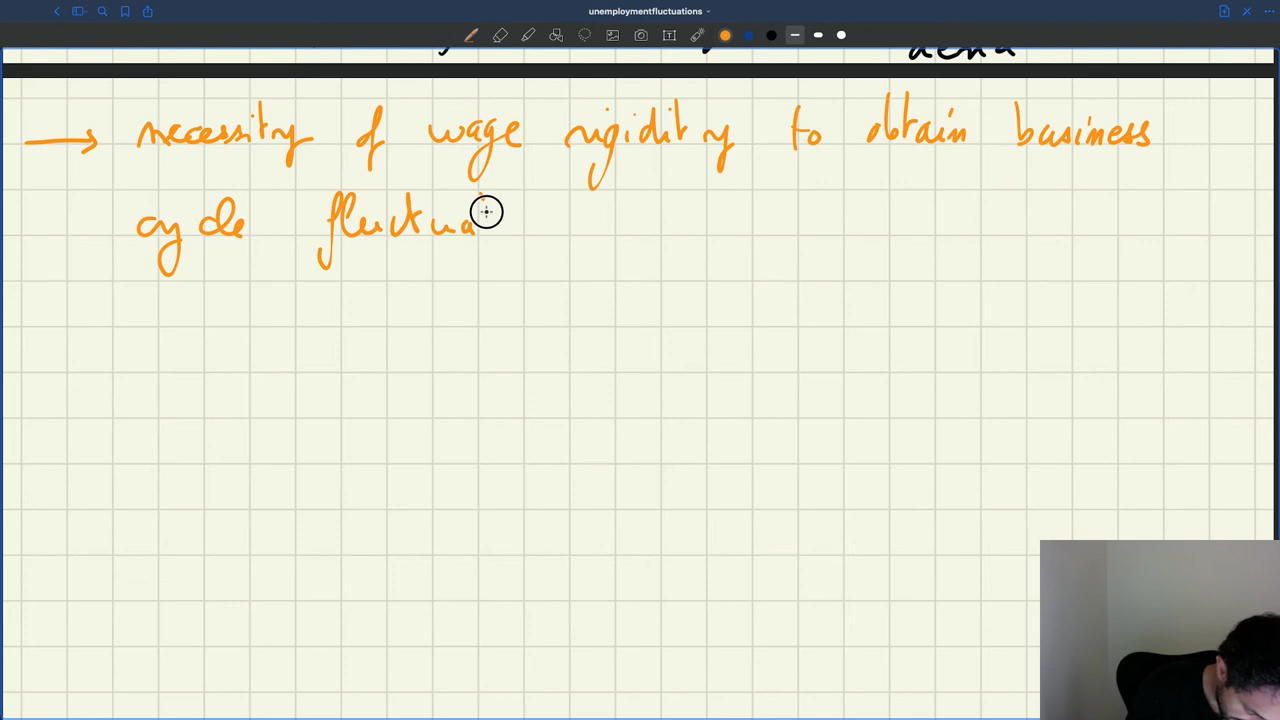 unemploymentfluctuations
→ necessity of wage rigidity to obtain business
cycle fluctua